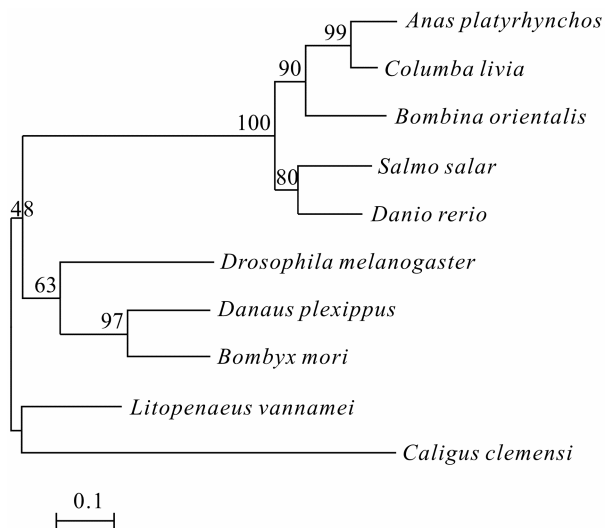 99 Anas platyrhynchos
90 Columba livia
Bombina orientalis
100
Salmo salar
80
Danio rerio
48
Drosophila melanogaster
63
Danaus plexippus
97
Bombyx mori
Litopenaeus vannamei
Caligus clemensi
0.1